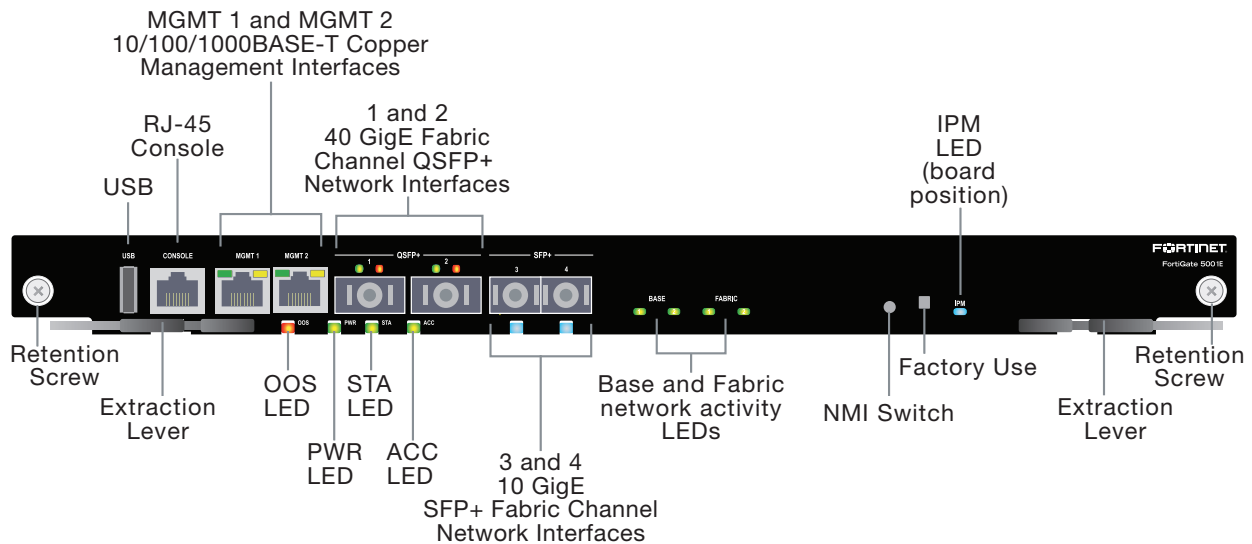 MGMT 1 and MGMT 2
10/100/1000BASE-T Copper
Management Interfaces
RJ-45
Console
USB
1 and 2
40 GigE Fabric
Channel QSFP+
Network Interfaces
IPM
LED
(board
position)
USB
CONSOLE
MGMT 1
MGMT 2
QSFP+
1
2
SFP+
3
4
BASE
FABRIC
IPM
FORTINET
FortiGate 5001E
OOS
PWR
STA
ACC
Retention
Screw
Extraction
Lever
OOS
LED
PWR
LED
STA
LED
ACC
LED
3 and 4
10 GigE
SFP+ Fabric Channel
Network Interfaces
Base and Fabric
network activity
LEDs
NMI Switch
Factory Use
Extraction
Lever
Retention
Screw